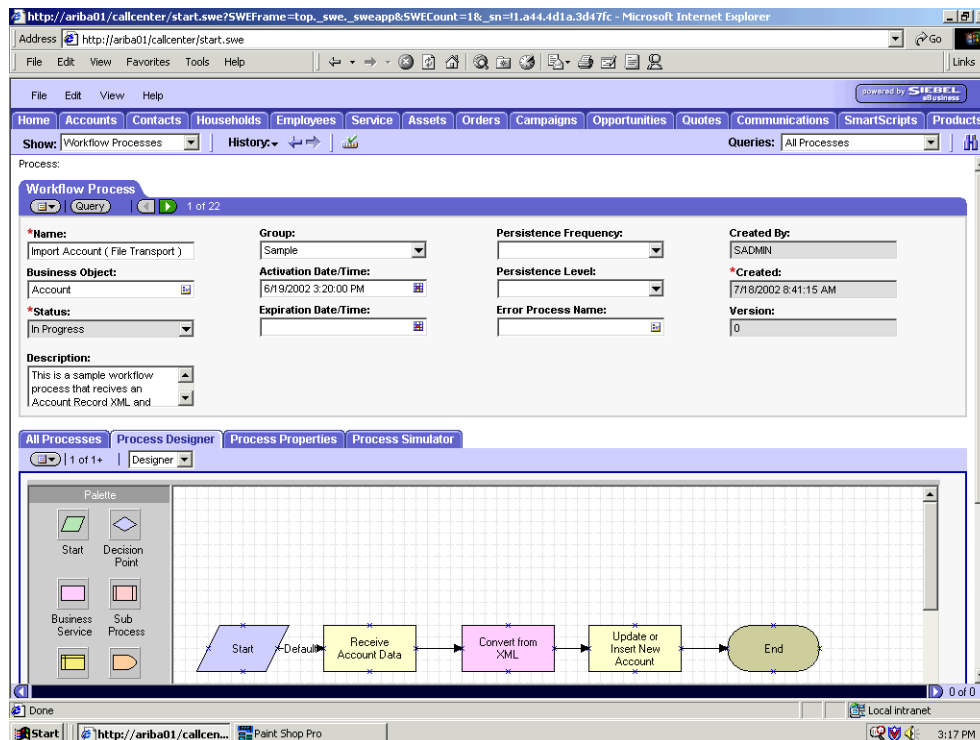 http://ariba01/callcenter/start.swe?SWEFrame=top._swe._sweapp&SWECount=1&_sn=!1.a44.4d1a.3d47fc - Microsoft Internet Explorer
Address http://ariba01/callcenter/start.swe Go
File Edit View Favorites Tools Help Links
File Edit View Help powered by SIEBEL eBusiness
Home Accounts Contacts Households Employees Service Assets Orders Campaigns Opportunities Quotes Communications SmartScripts Products
Show: Workflow Processes History: Queries: All Processes
Process:
Workflow Process
Query 1 of 22
*Name: Group: Persistence Frequency: Created By:
Import Account ( File Transport ) Sample SADMIN
Business Object: Activation Date/Time: Persistence Level: *Created:
Account 6/19/2002 3:20:00 PM 7/18/2002 8:41:15 AM
*Status: Expiration Date/Time: Error Process Name: Version:
In Progress 0
Description:
This is a sample workflow
process that recives an
Account Record XML and
All Processes Process Designer Process Properties Process Simulator
1 of 1+ Designer
Palette
Start Decision
Point
Business Sub
Service Process
Start Default Receive
Account Data Convert from
XML Update or
Insert New
Account End
0 of 0
Done Local intranet
Start http://ariba01/callcen... Paint Shop Pro 3:17 PM